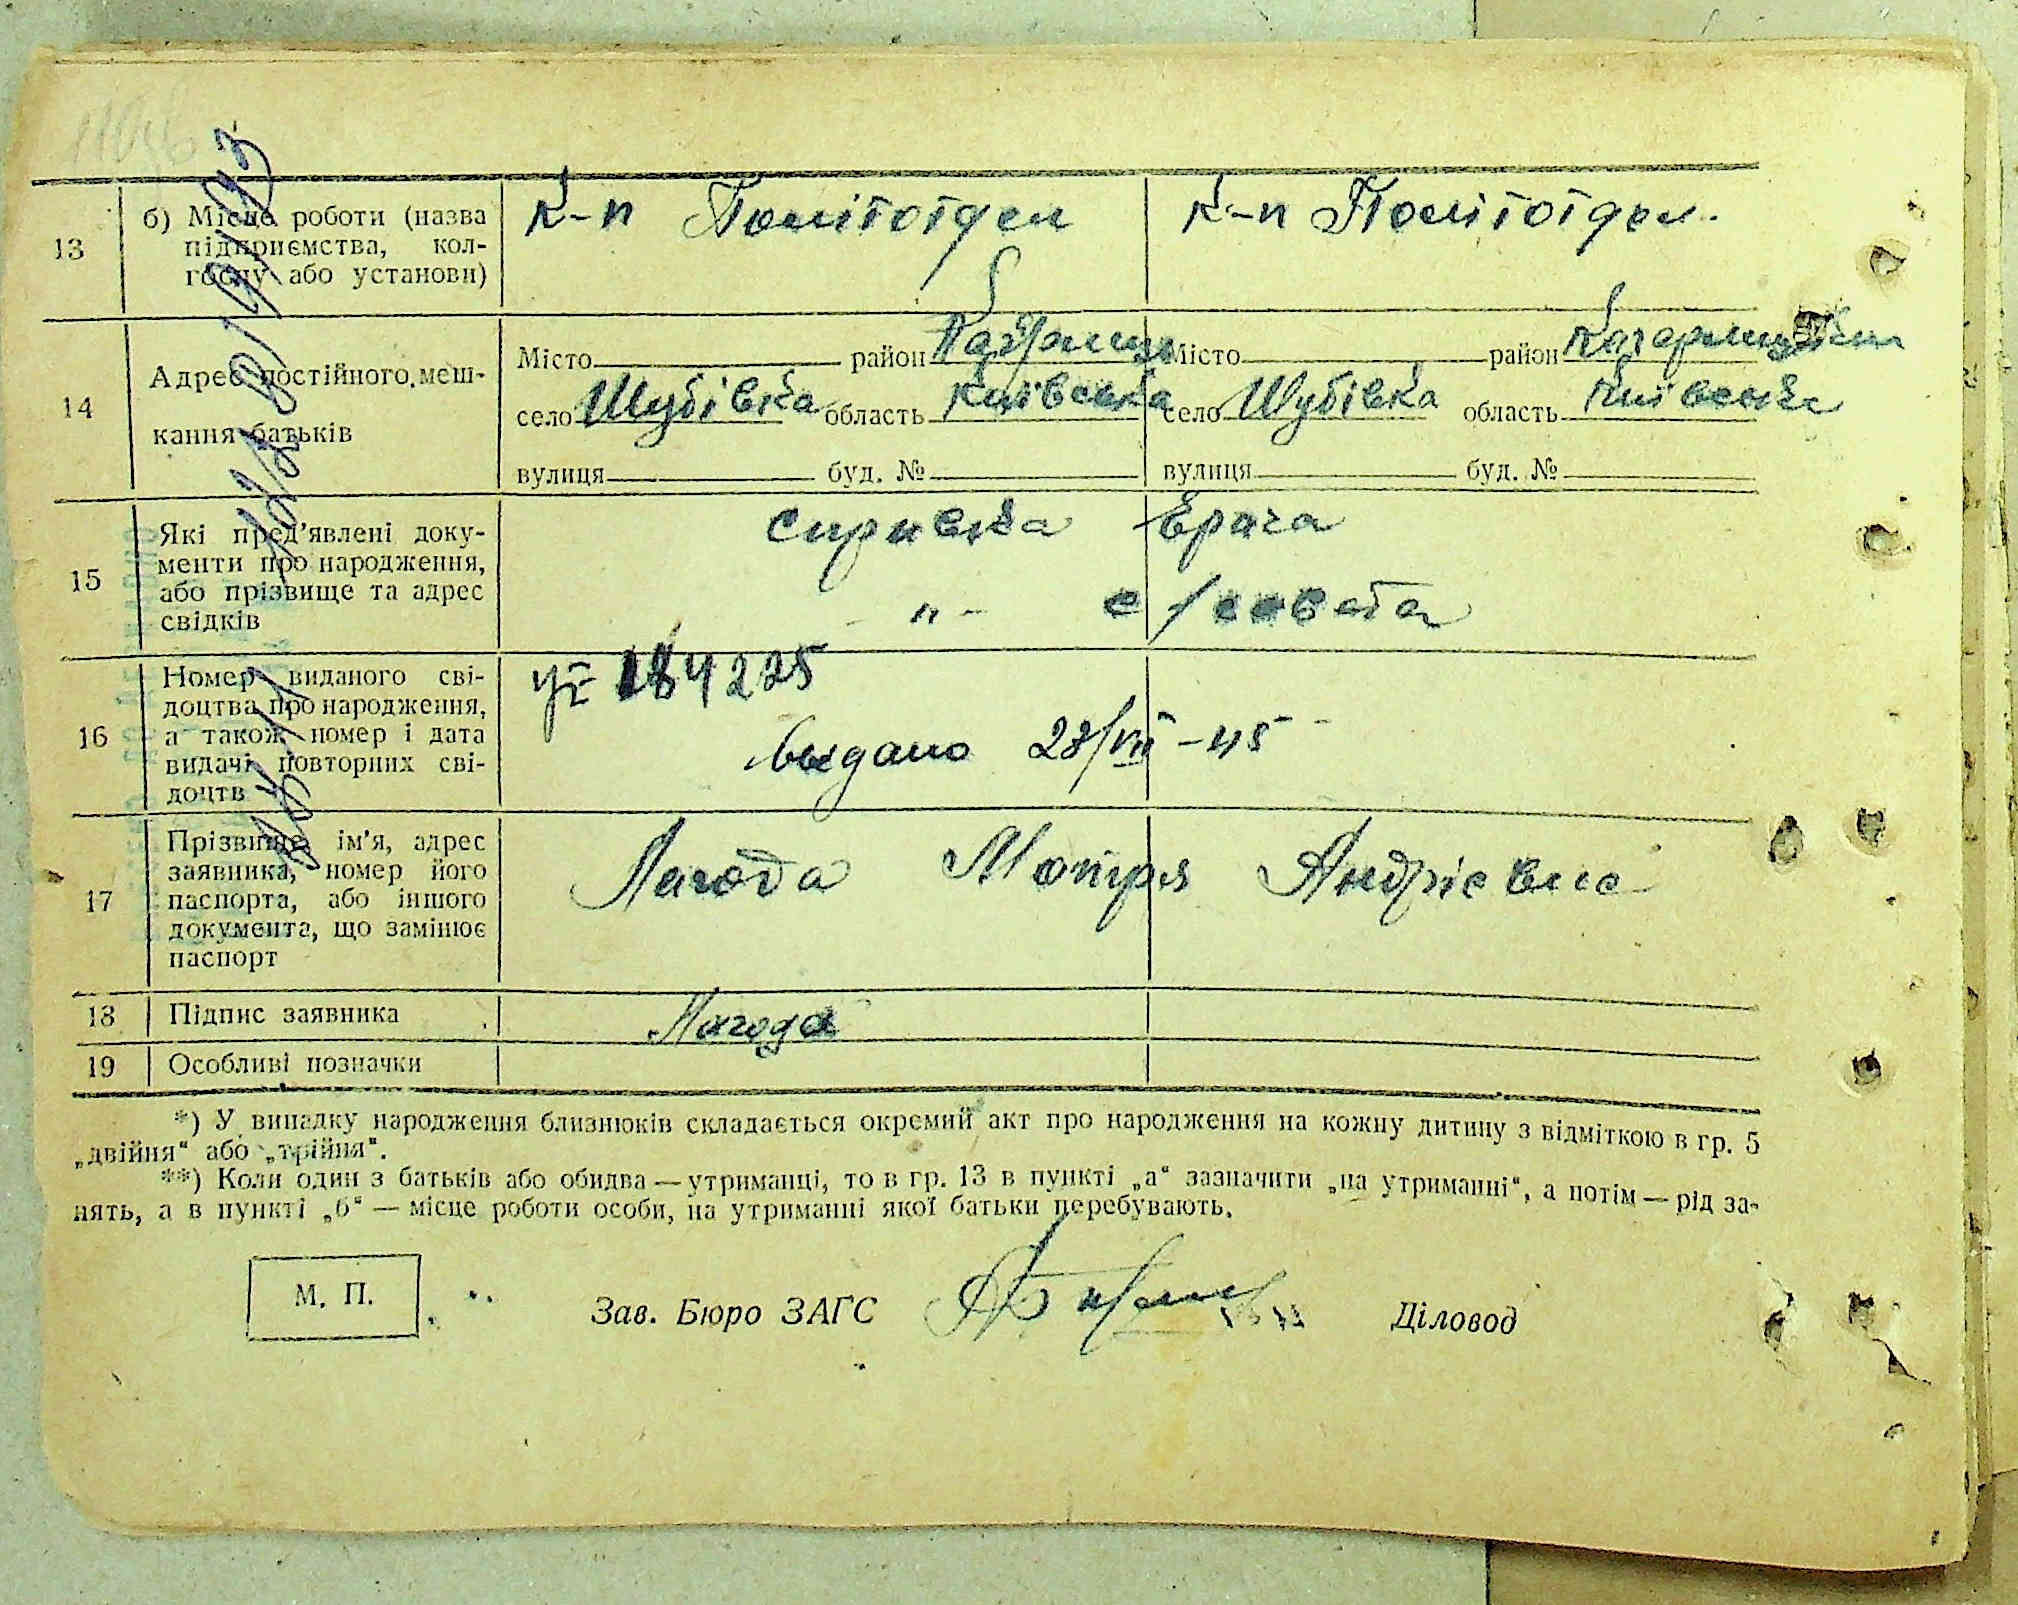 13 б) Місце роботи (назва підприємства, колгоспу або установи) К-п Політотдел К-п Політотдел.
14 Адрес постійного мешкання батьків
Місто район Місто район
село Шубівка область Київська село Шубівка область Київська
вулиця буд. № вулиця буд. №
15 Які пред'явлені документи про народження, або прізвище та адрес свідків
справка врача
„- с/совета
16 Номер виданого свідоцтва про народження, а також номер і дата видачі повторних свідоцтв
184225
выдано 28/VII-45
17 Прізвище, ім'я, адрес заявника, номер його паспорта, або іншого документа, що замінює паспорт
Лагода Мотря Андріевна
18 Підпис заявника Лагода
19 Особливі позначки
*) У випадку народження близнюків складається окремий акт про народження на кожну дитину з відміткою в гр. 5
„двійня“ або „трійня“.
**) Коли один з батьків або обидва — утриманці, то в гр. 13 в пункті „а“ зазначити „на утриманні“, а потім — рід за-
нять, а в пункті „б“ — місце роботи особи, на утриманні якої батьки перебувають.
М. П.
Зав. Бюро ЗАГС Діловод